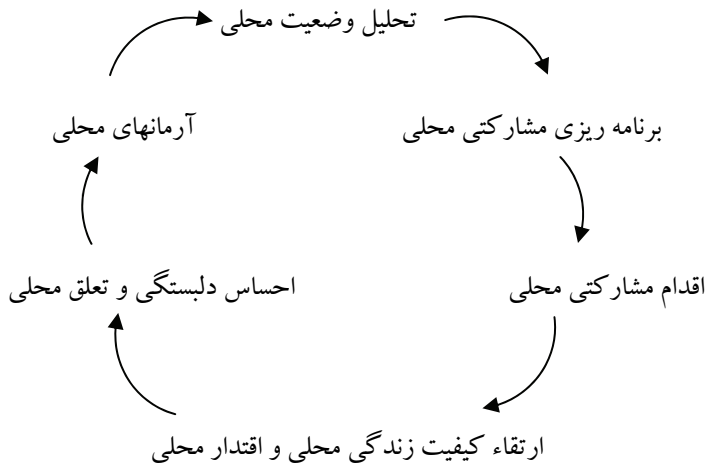 تحلیل وضعیت محلی
برنامه ریزی مشارکتی محلی
آرمانهای محلی
اقدام مشارکتی محلی
احساس دلبستگی و تعلق محلی
ارتقاء کیفیت زندگی محلی و اقتدار محلی